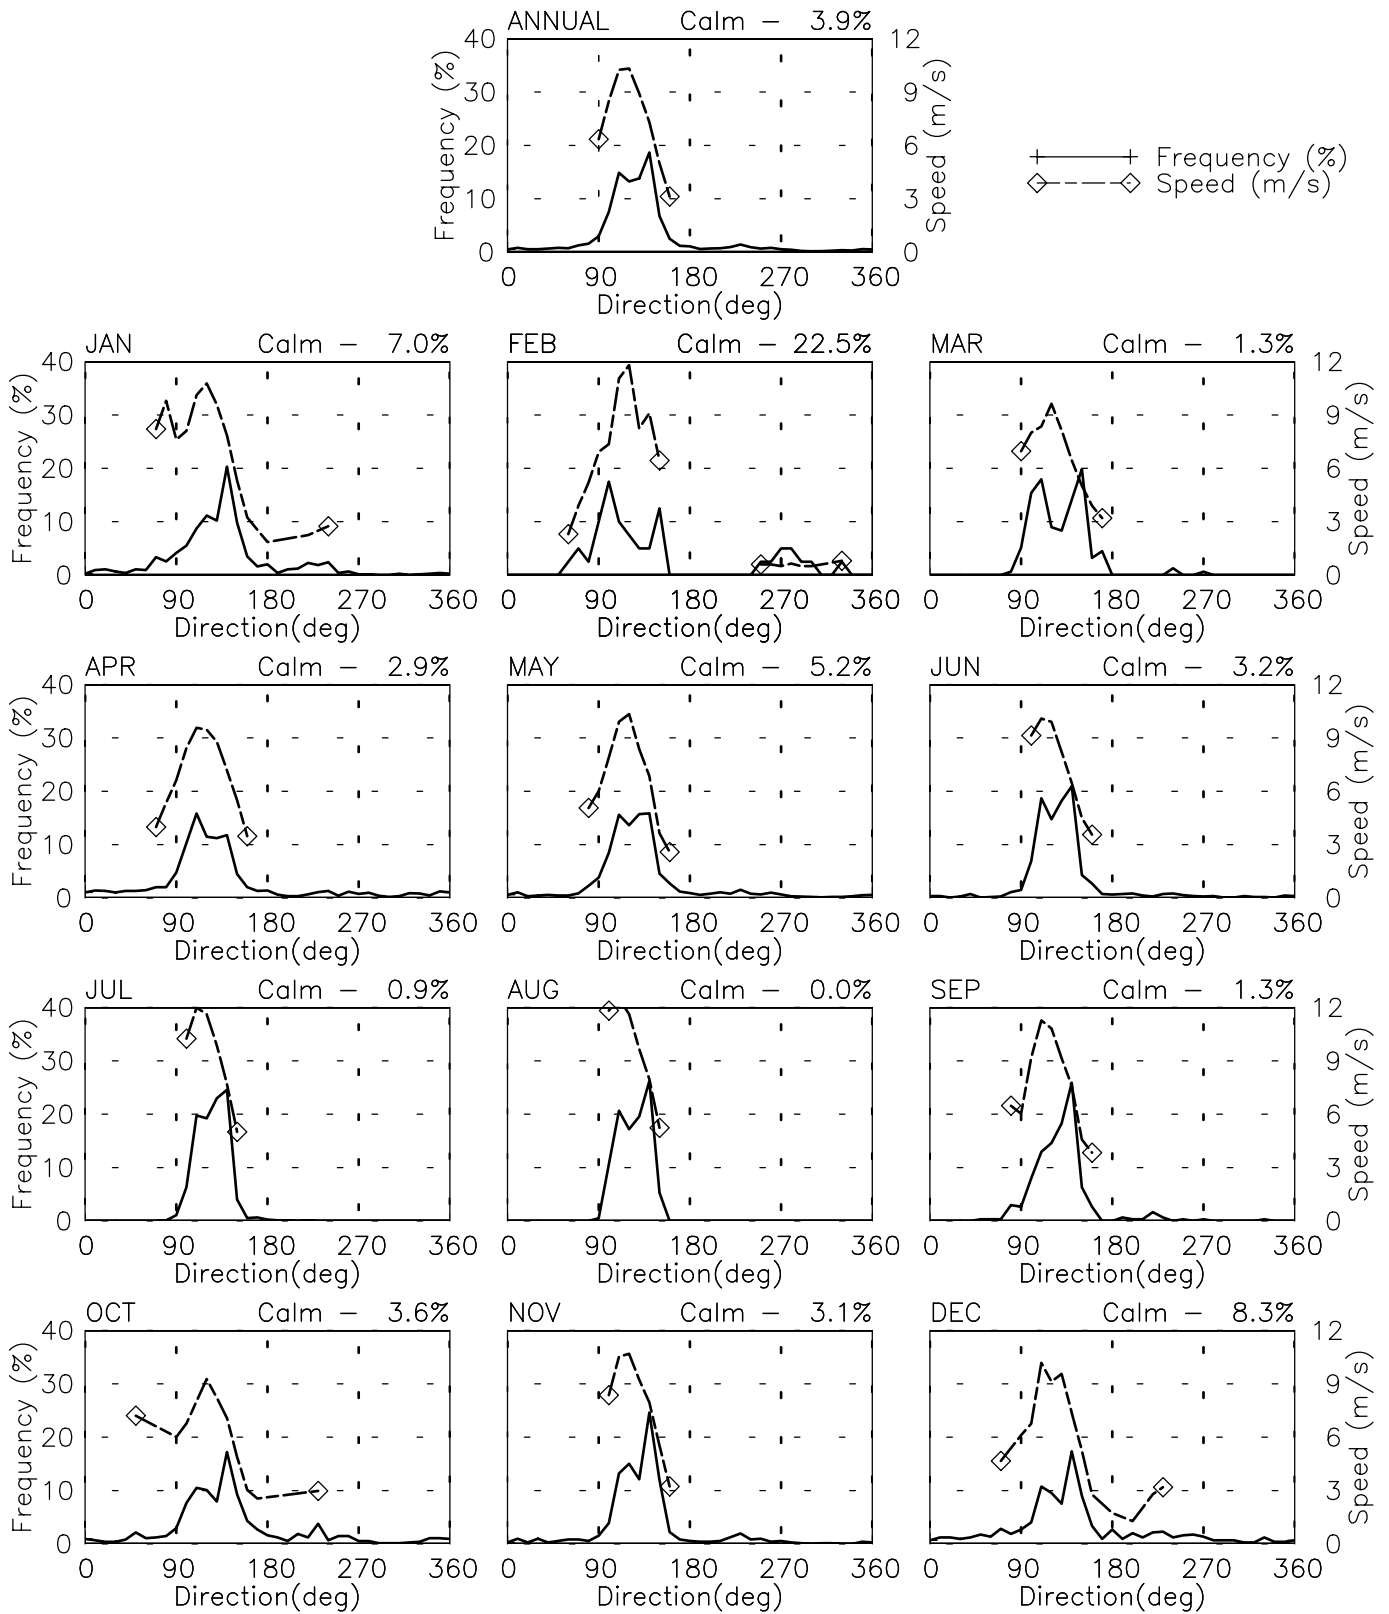 ANNUAL Calm - 3.9%
40 12
30 9
20 6
10 3
0 0
Frequency (%)
Speed (m/s)
0 90 180 270 360
Direction(deg)
Frequency (%)
Speed (m/s)
JAN Calm - 7.0% FEB Calm - 22.5% MAR Calm - 1.3%
40 12
30 9
20 6
10 3
0 0
Frequency (%)
Speed (m/s)
0 90 180 270 360 0 90 180 270 360 0 90 180 270 360
Direction(deg) Direction(deg) Direction(deg)
APR Calm - 2.9% MAY Calm - 5.2% JUN Calm - 3.2%
40 12
30 9
20 6
10 3
0 0
Frequency (%)
Speed (m/s)
0 90 180 270 360 0 90 180 270 360 0 90 180 270 360
Direction(deg) Direction(deg) Direction(deg)
JUL Calm - 0.9% AUG Calm - 0.0% SEP Calm - 1.3%
40 12
30 9
20 6
10 3
0 0
Frequency (%)
Speed (m/s)
0 90 180 270 360 0 90 180 270 360 0 90 180 270 360
Direction(deg) Direction(deg) Direction(deg)
OCT Calm - 3.6% NOV Calm - 3.1% DEC Calm - 8.3%
40 12
30 9
20 6
10 3
0 0
Frequency (%)
Speed (m/s)
0 90 180 270 360 0 90 180 270 360 0 90 180 270 360
Direction(deg) Direction(deg) Direction(deg)